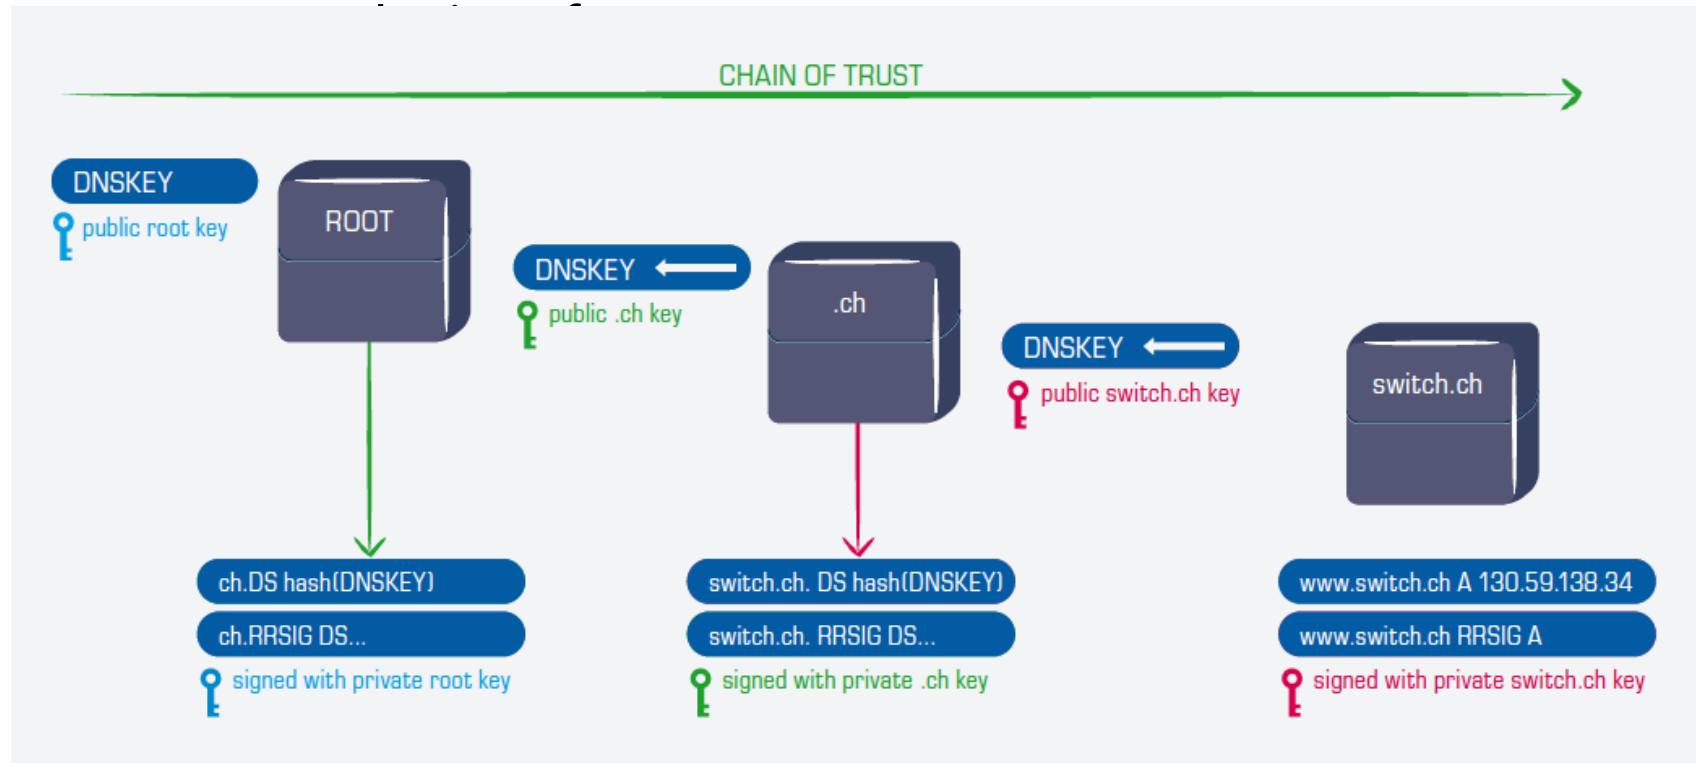 CHAIN OF TRUST
DNSKEY
public root key
ROOT
DNSKEY
public .ch key
.ch
DNSKEY
public switch.ch key
switch.ch
ch.DS hash(DNSKEY)
ch.RRSIG DS...
signed with private root key
switch.ch. DS hash(DNSKEY)
switch.ch. RRSIG DS...
signed with private .ch key
www.switch.ch A 130.59.138.34
www.switch.ch RRSIG A
signed with private switch.ch key